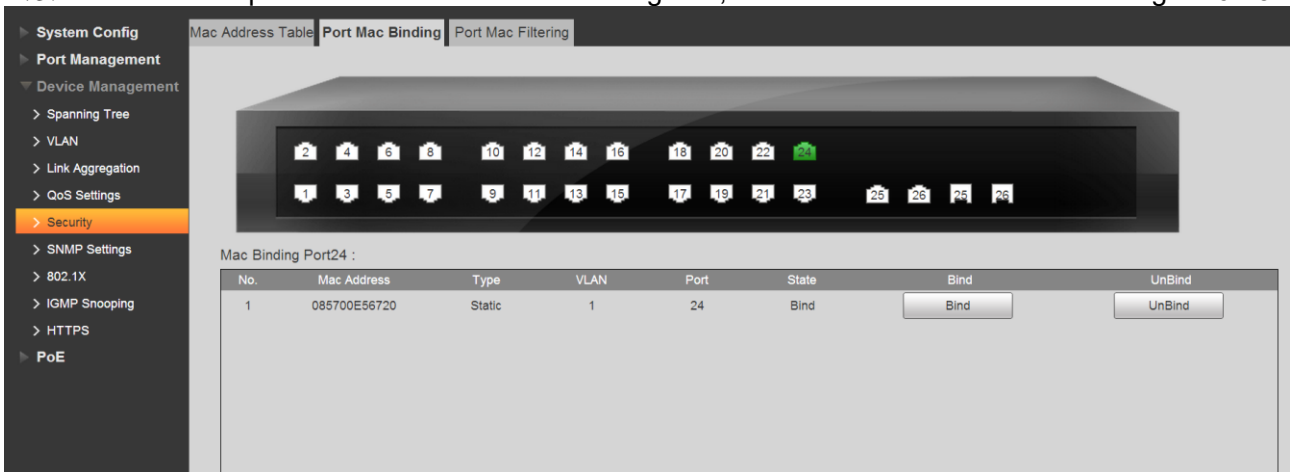 System Config
Port Management
Device Management
Spanning Tree
VLAN
Link Aggregation
QoS Settings
Security
SNMP Settings
802.1X
IGMP Snooping
HTTPS
PoE
Mac Address Table Port Mac Binding Port Mac Filtering
2 4 6 8 10 12 14 16 18 20 22 24
1 3 5 7 9 11 13 15 17 19 21 23 25 26 25 26
Mac Binding Port24 :
No. Mac Address Type VLAN Port State Bind UnBind
1 085700E56720 Static 1 24 Bind Bind UnBind